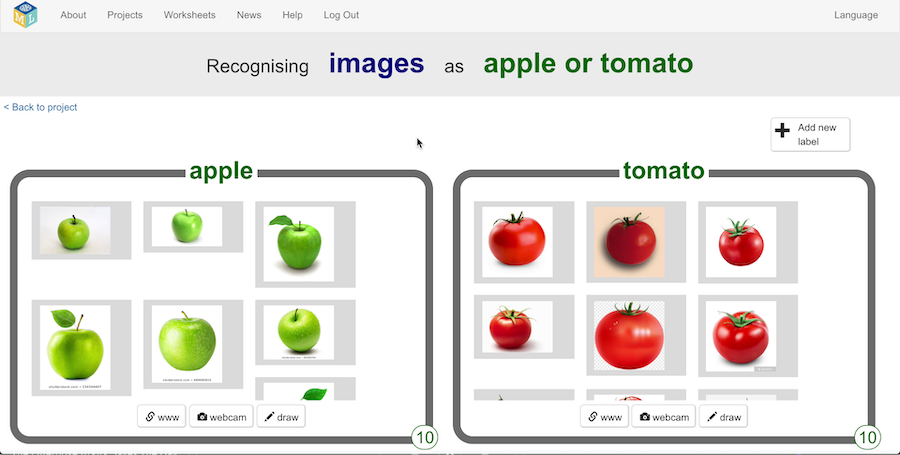 M L
About Projects Worksheets News Help Log Out Language
Recognising images as apple or tomato
< Back to project
Add new
label
apple
www webcam draw
10
tomato
www webcam draw
10